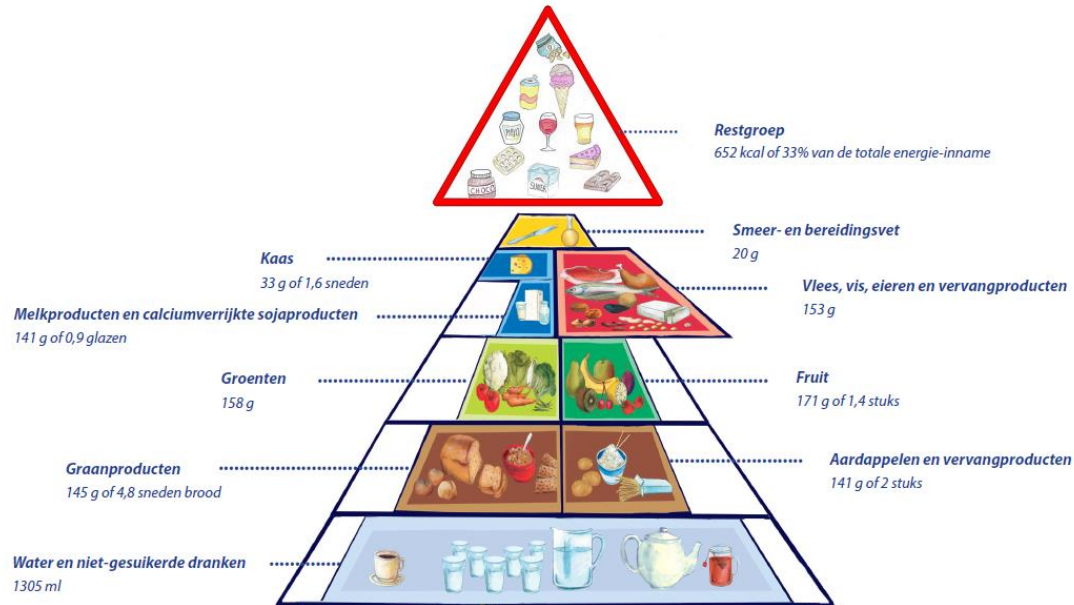 MAYO
CHOCO
SUIKER
Restgroep
652 kcal of 33% van de totale energie-inname
Smeer- en bereidingsvet
20 g
Kaas
33 g of 1,6 sneden
Vlees, vis, eieren en vervangproducten
153 g
Melkproducten en calciumverrijkte sojaproducten
141 g of 0,9 glazen
Groenten
158 g
Fruit
171 g of 1,4 stuks
Graanproducten
145 g of 4,8 sneden brood
Aardappelen en vervangproducten
141 g of 2 stuks
Water en niet-gesuikerde dranken
1305 ml